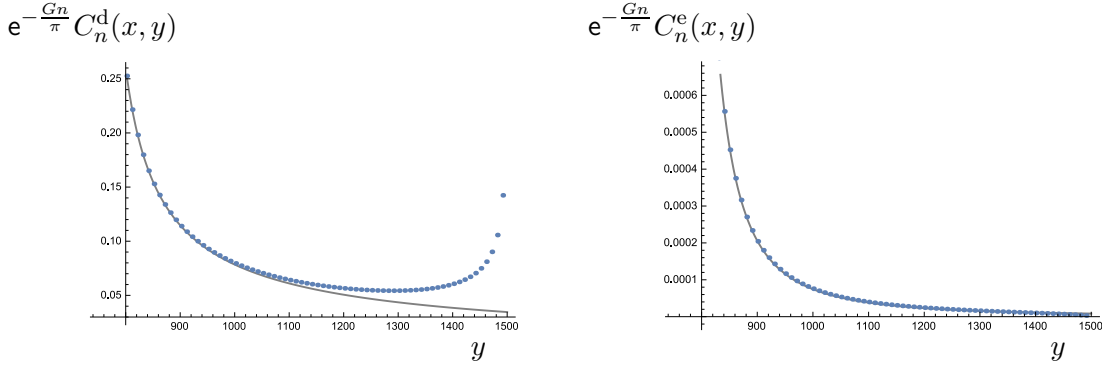 e^{-\frac{Gn}{\pi}} C_n^d(x, y)
0.25
0.20
0.15
0.10
0.05
900 1000 1100 1200 1300 1400 1500
y
e^{-\frac{Gn}{\pi}} C_n^e(x, y)
0.0006
0.0005
0.0004
0.0003
0.0002
0.0001
900 1000 1100 1200 1300 1400 1500
y